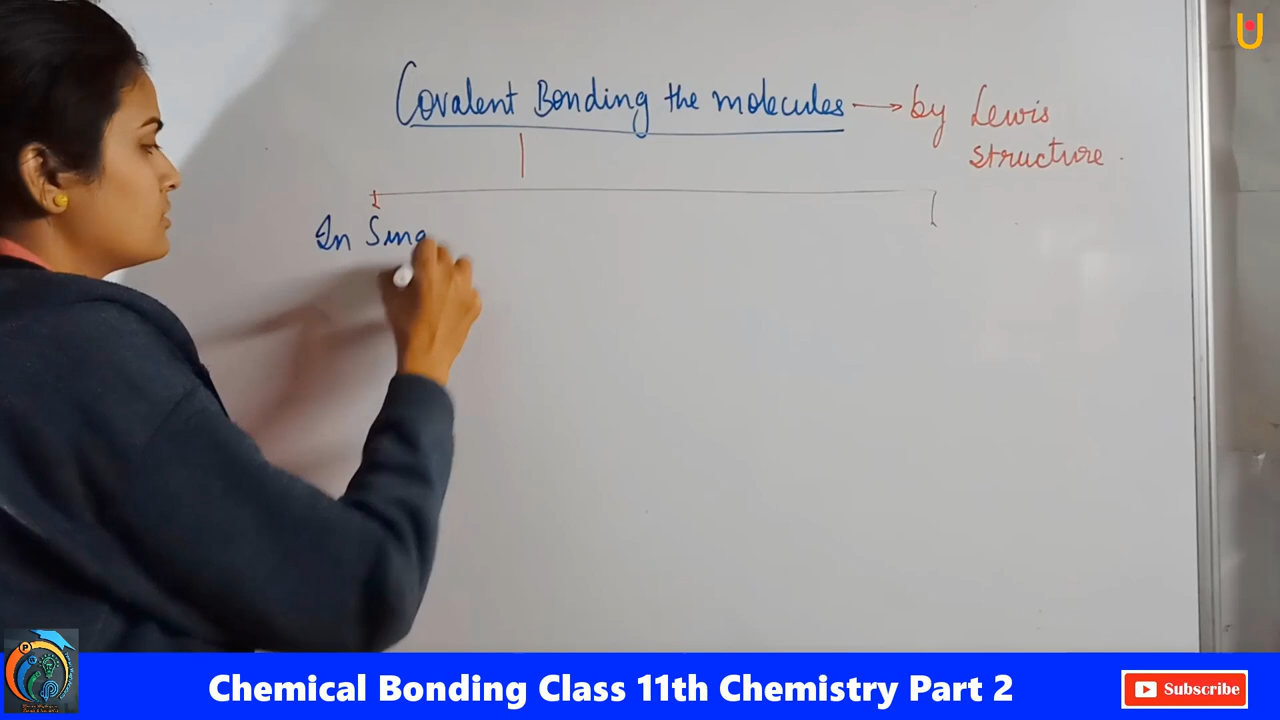 Covalent Bonding the molecules → by Lewis
structure.
In Sing
Chemical Bonding Class 11th Chemistry Part 2
Subscribe